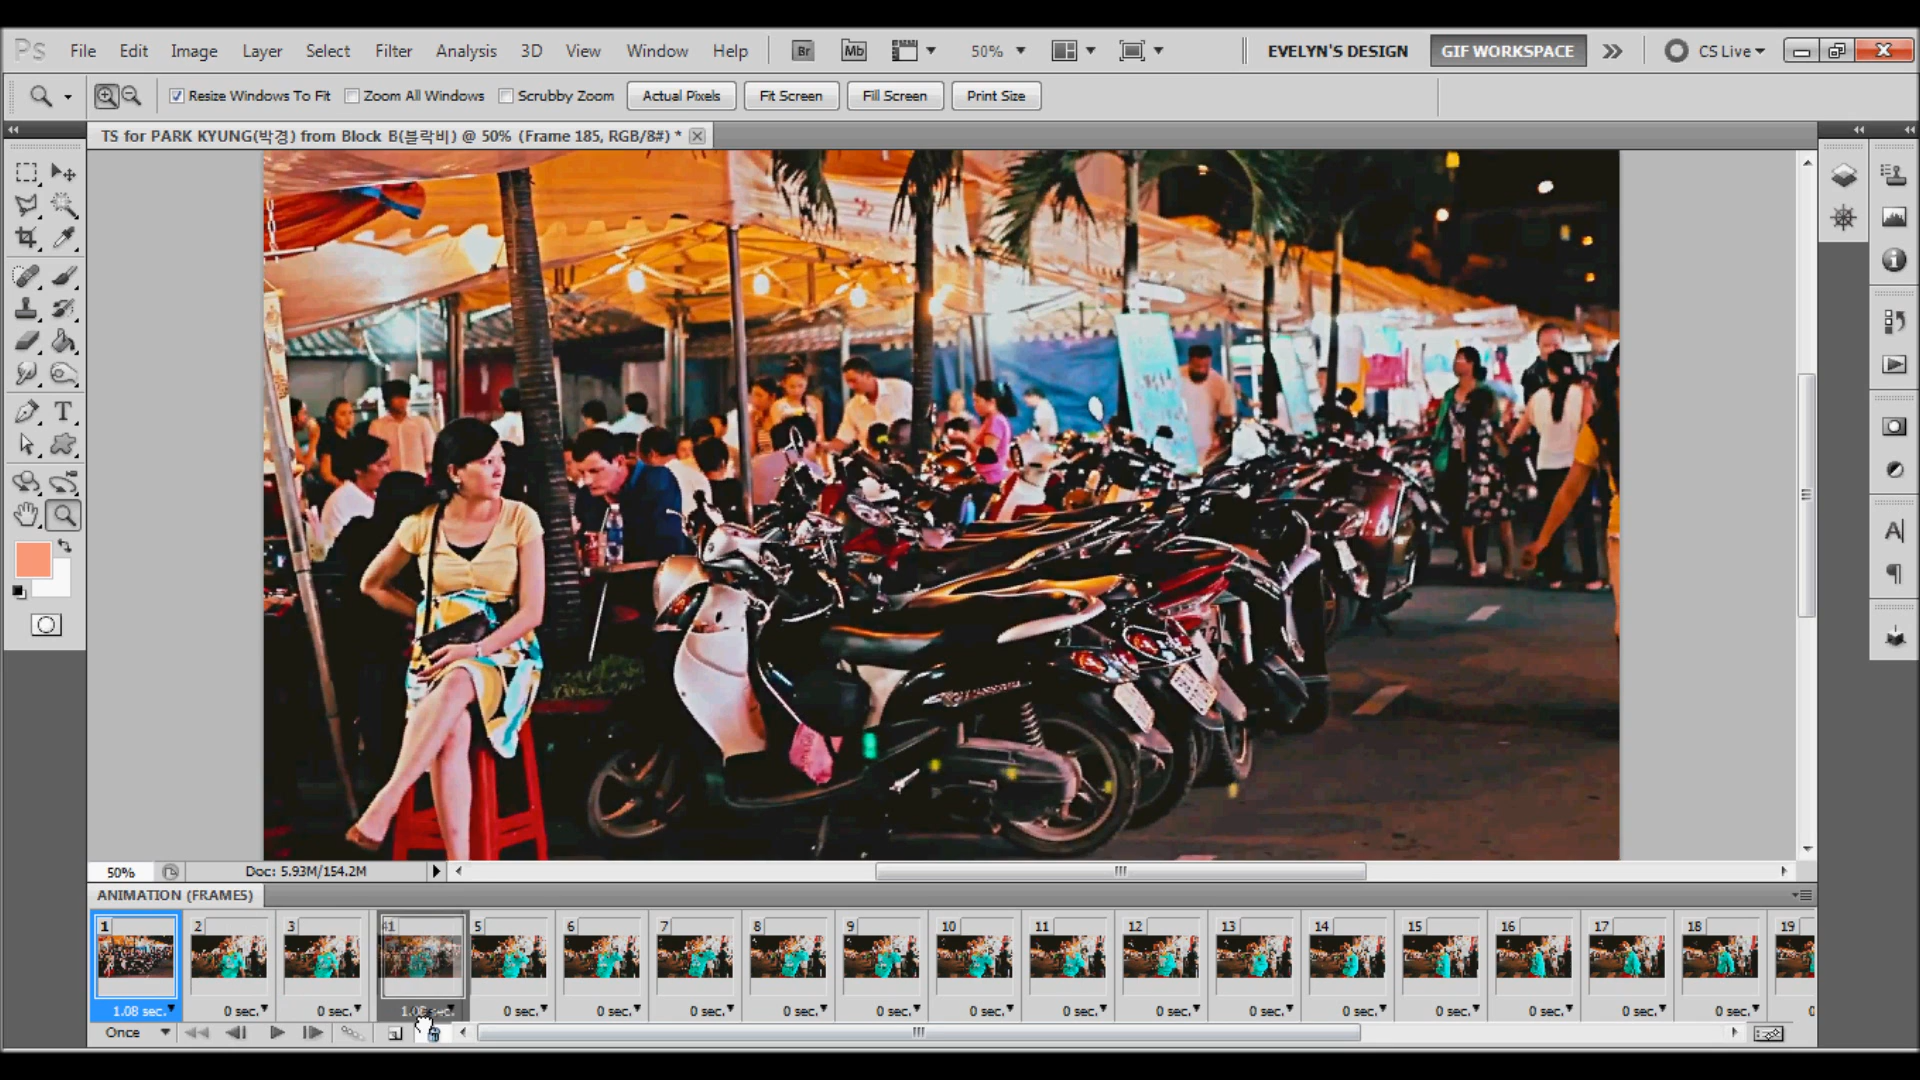 Ps File Edit Image Layer Select Filter Analysis 3D View Window Help Br Mb 50% EVELYN'S DESIGN GIF WORKSPACE CS Live
Resize Windows To Fit Zoom All Windows Scrubby Zoom Actual Pixels Fit Screen Fill Screen Print Size
TS for PARK KYUNG(박경) from Block B(블락비) @ 50% (Frame 185, RGB/8#) *
50% Doc: 5.93M/154.2M
ANIMATION (FRAMES)
1 2 3 41 5 6 7 8 9 10 11 12 13 14 15 16 17 18 19
1.08 sec. 0 sec. 0 sec. 1.08 sec. 0 sec. 0 sec. 0 sec. 0 sec. 0 sec. 0 sec. 0 sec. 0 sec. 0 sec. 0 sec. 0 sec. 0 sec. 0 sec. 0 sec. 0
Once